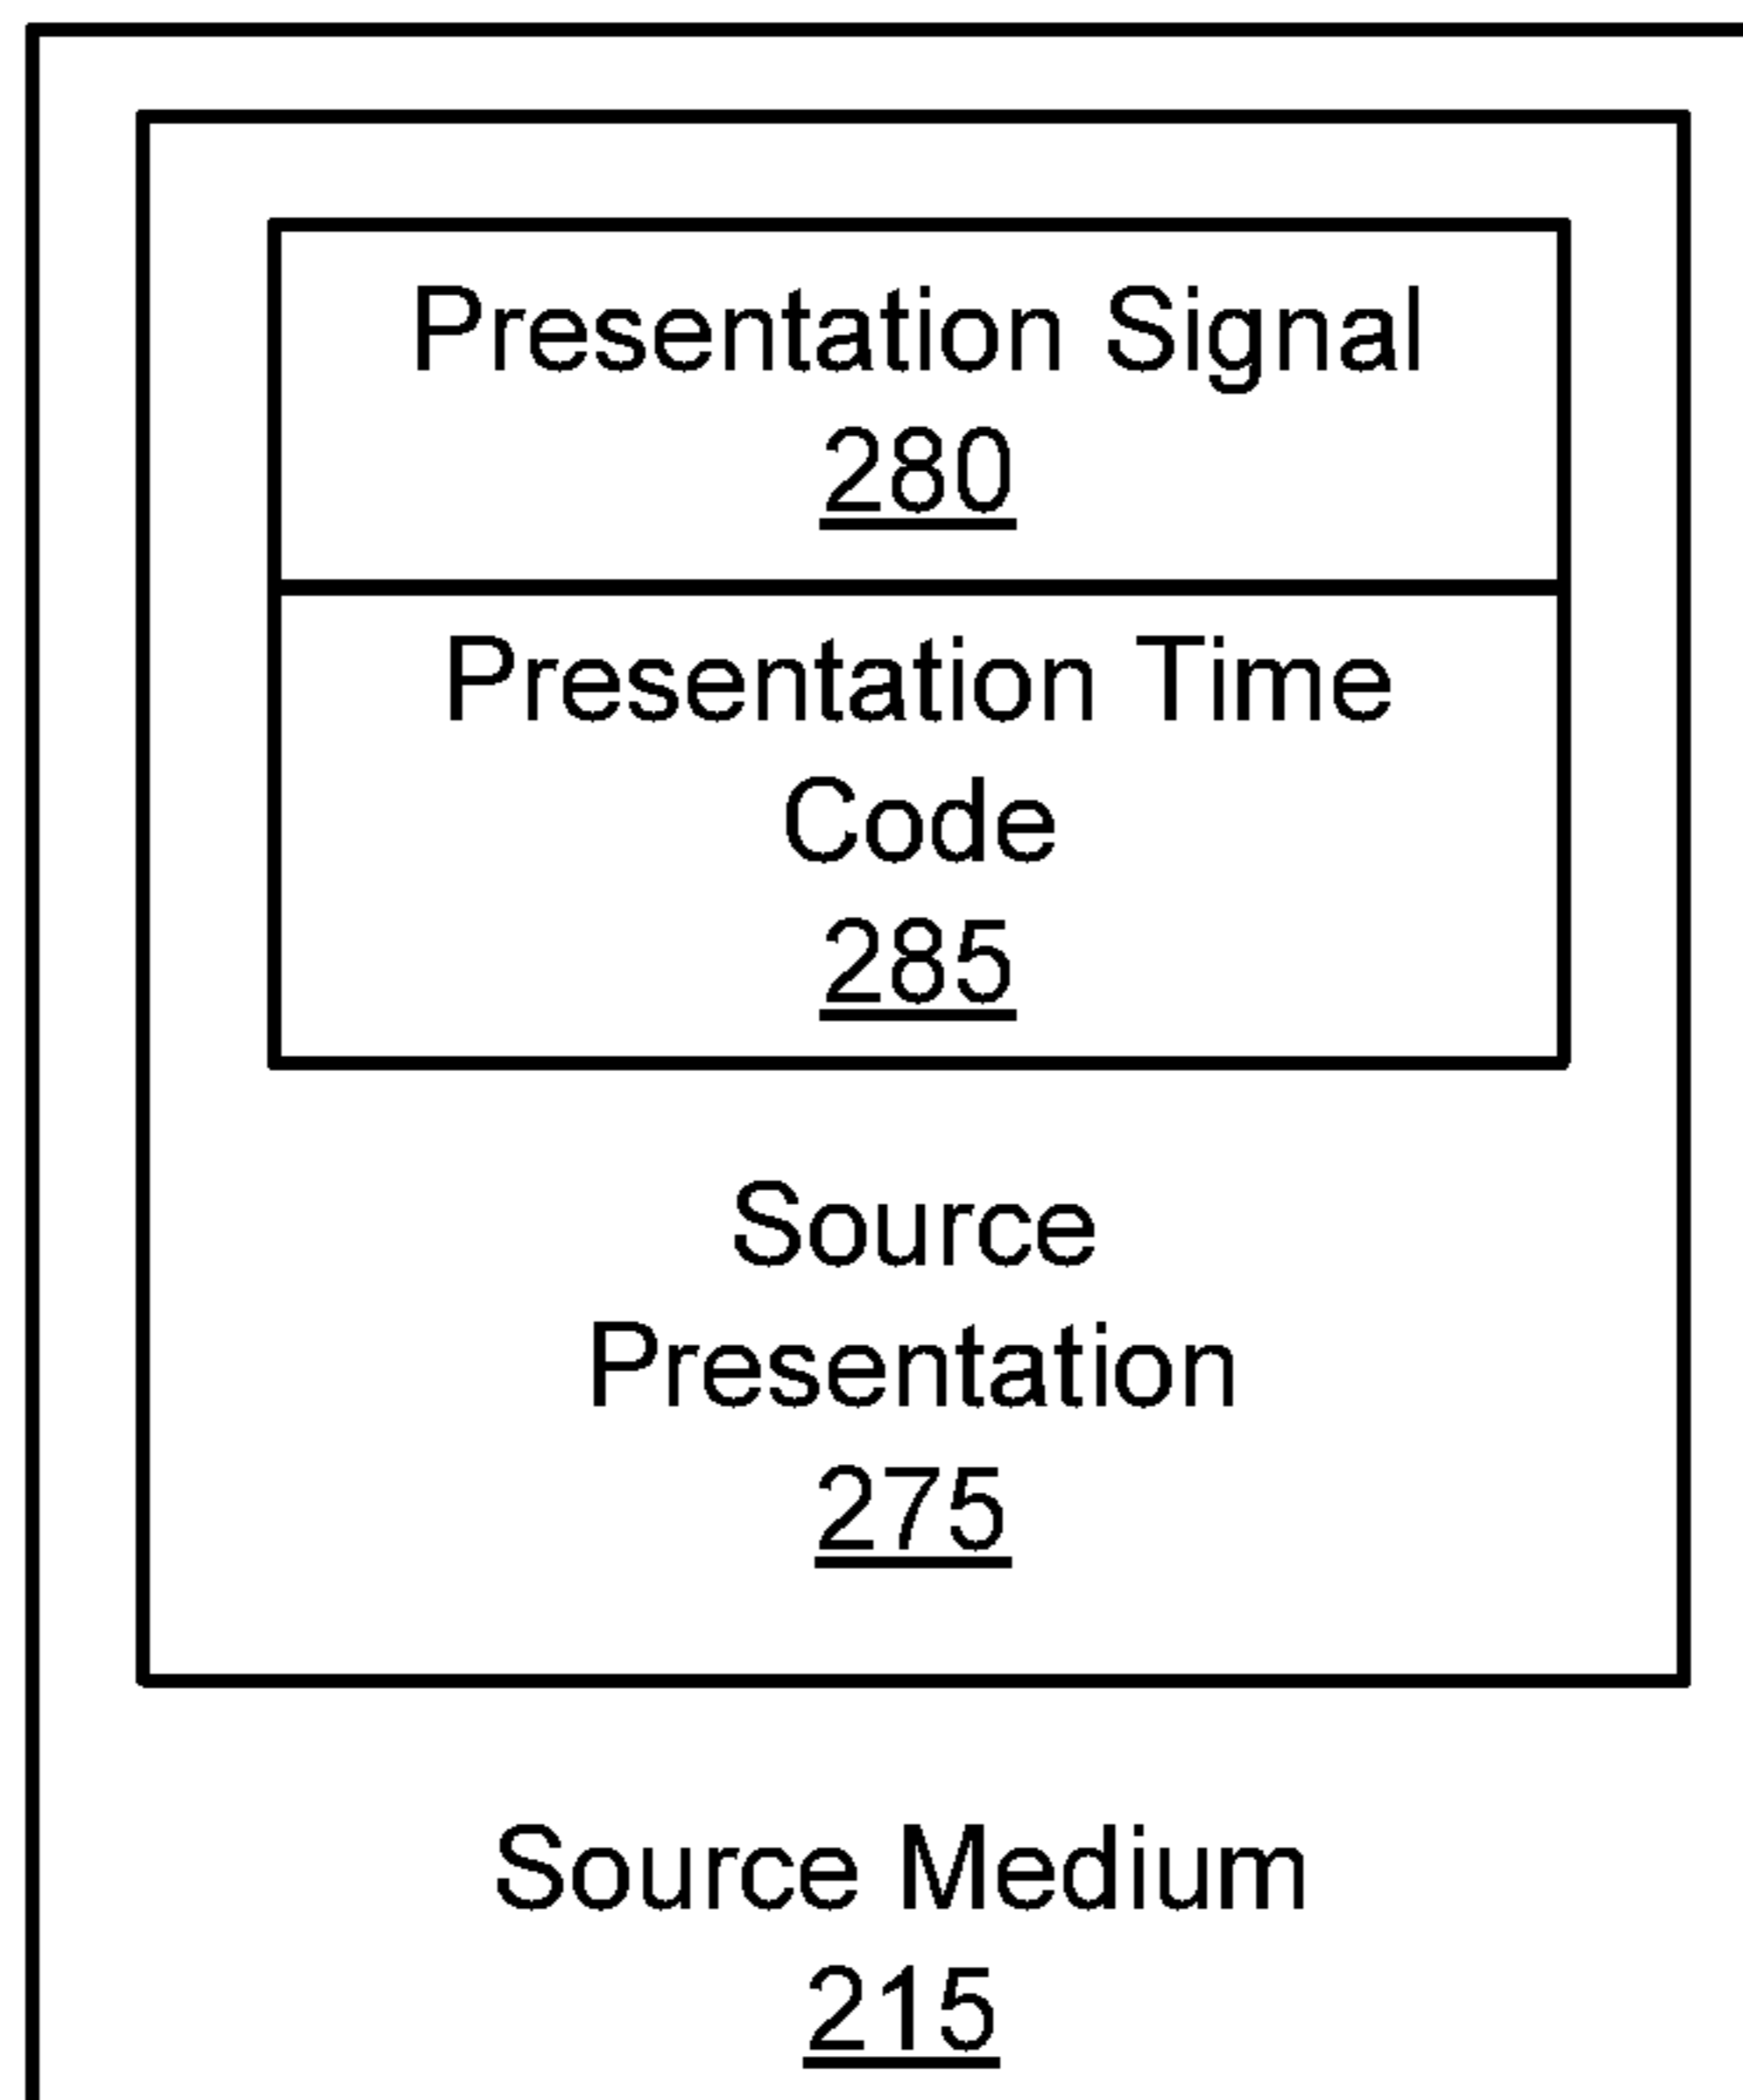 Presentation Signal
280
Presentation Time
Code
285
Source
Presentation
275
Source Medium
215